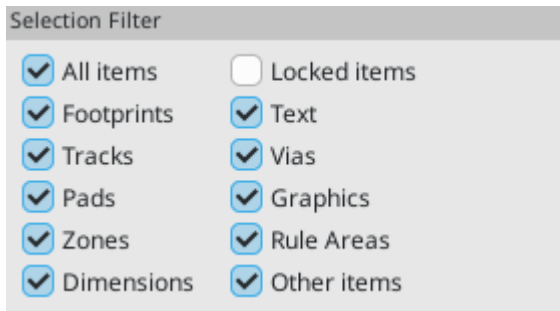 Selection Filter
All items Locked items
Footprints Text
Tracks Vias
Pads Graphics
Zones Rule Areas
Dimensions Other items